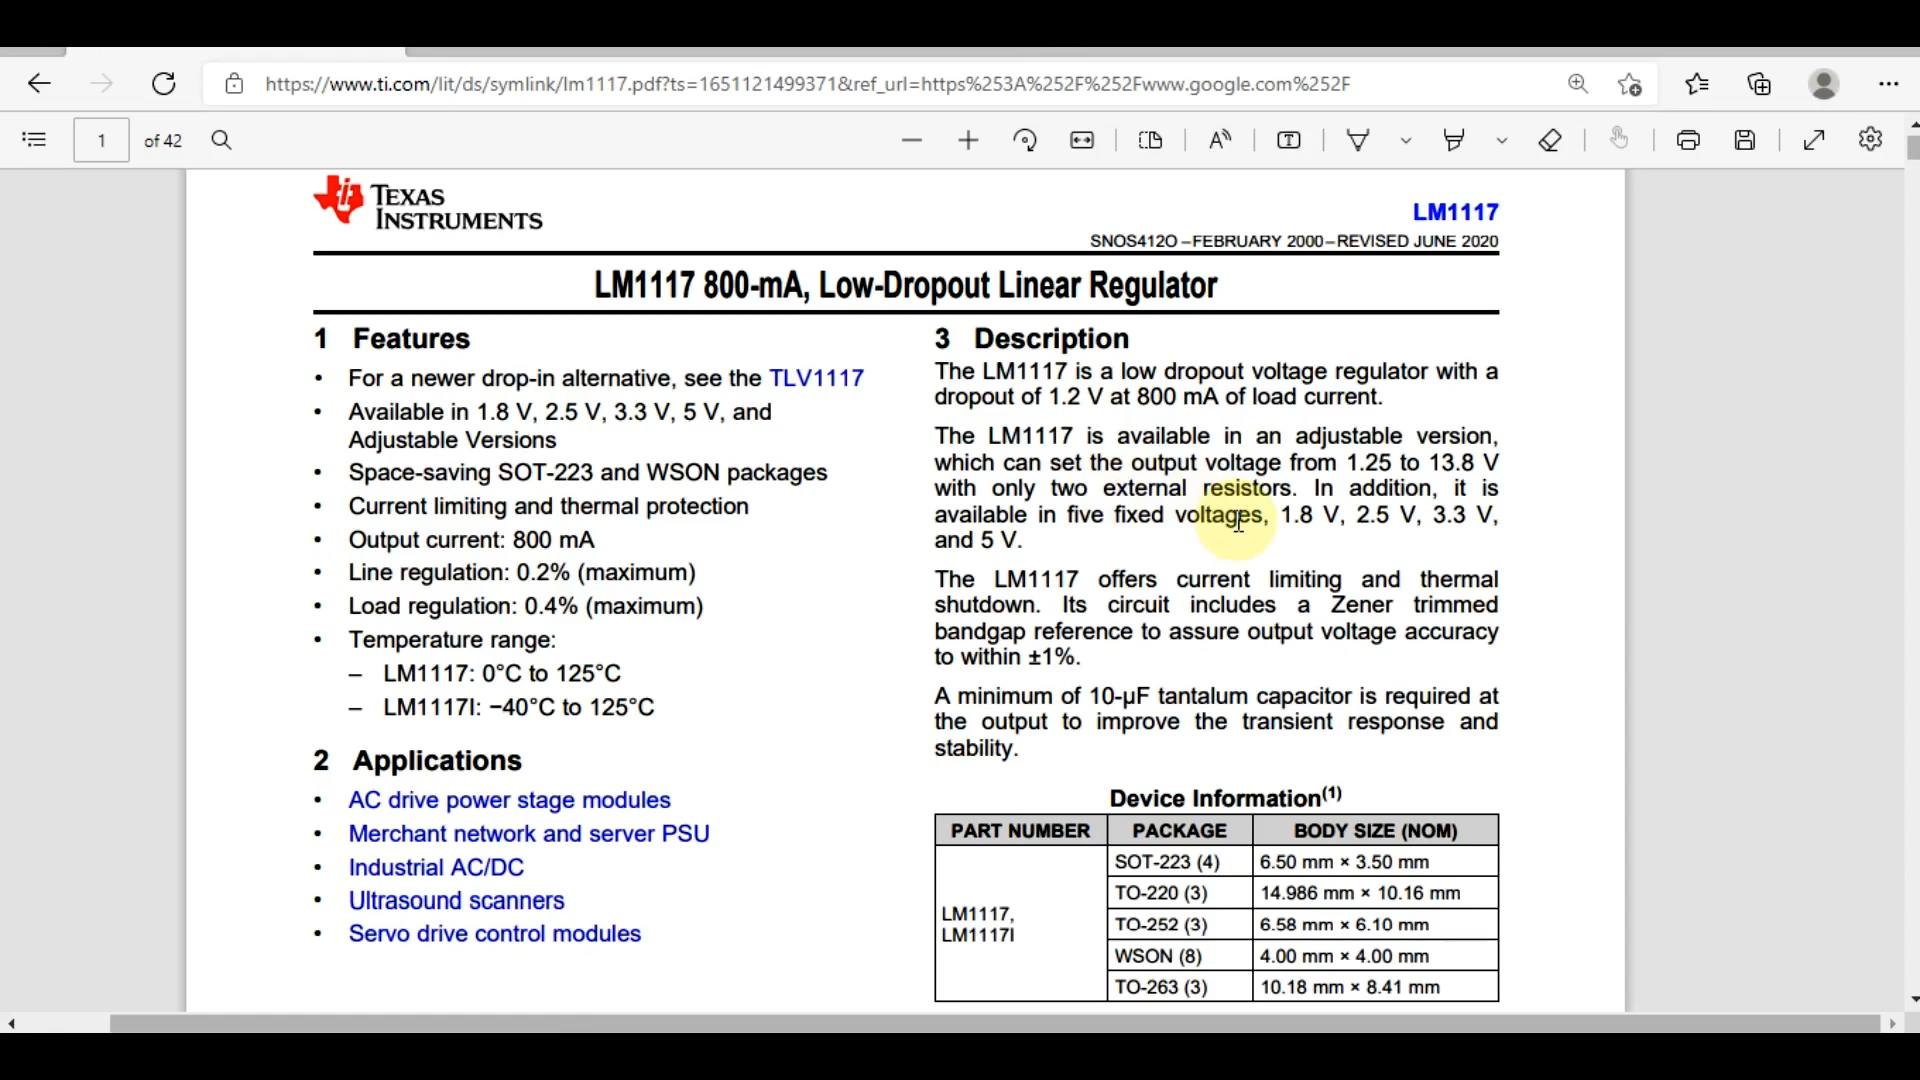 https://www.ti.com/lit/ds/symlink/lm1117.pdf?ts=1651121499371&ref_url=https%253A%252F%252Fwww.google.com%252F
1 of 42
TEXAS
INSTRUMENTS
LM1117
SNOS412O – FEBRUARY 2000 – REVISED JUNE 2020
LM1117 800-mA, Low-Dropout Linear Regulator
1 Features
• For a newer drop-in alternative, see the TLV1117
• Available in 1.8 V, 2.5 V, 3.3 V, 5 V, and
Adjustable Versions
• Space-saving SOT-223 and WSON packages
• Current limiting and thermal protection
• Output current: 800 mA
• Line regulation: 0.2% (maximum)
• Load regulation: 0.4% (maximum)
• Temperature range:
– LM1117: 0°C to 125°C
– LM1117I: −40°C to 125°C
2 Applications
• AC drive power stage modules
• Merchant network and server PSU
• Industrial AC/DC
• Ultrasound scanners
• Servo drive control modules
3 Description
The LM1117 is a low dropout voltage regulator with a
dropout of 1.2 V at 800 mA of load current.
The LM1117 is available in an adjustable version,
which can set the output voltage from 1.25 to 13.8 V
with only two external resistors. In addition, it is
available in five fixed voltages, 1.8 V, 2.5 V, 3.3 V,
and 5 V.
The LM1117 offers current limiting and thermal
shutdown. Its circuit includes a Zener trimmed
bandgap reference to assure output voltage accuracy
to within ±1%.
A minimum of 10-µF tantalum capacitor is required at
the output to improve the transient response and
stability.
Device Information(1)
PART NUMBER PACKAGE BODY SIZE (NOM)
LM1117,
LM1117I
SOT-223 (4) 6.50 mm × 3.50 mm
TO-220 (3) 14.986 mm × 10.16 mm
TO-252 (3) 6.58 mm × 6.10 mm
WSON (8) 4.00 mm × 4.00 mm
TO-263 (3) 10.18 mm × 8.41 mm